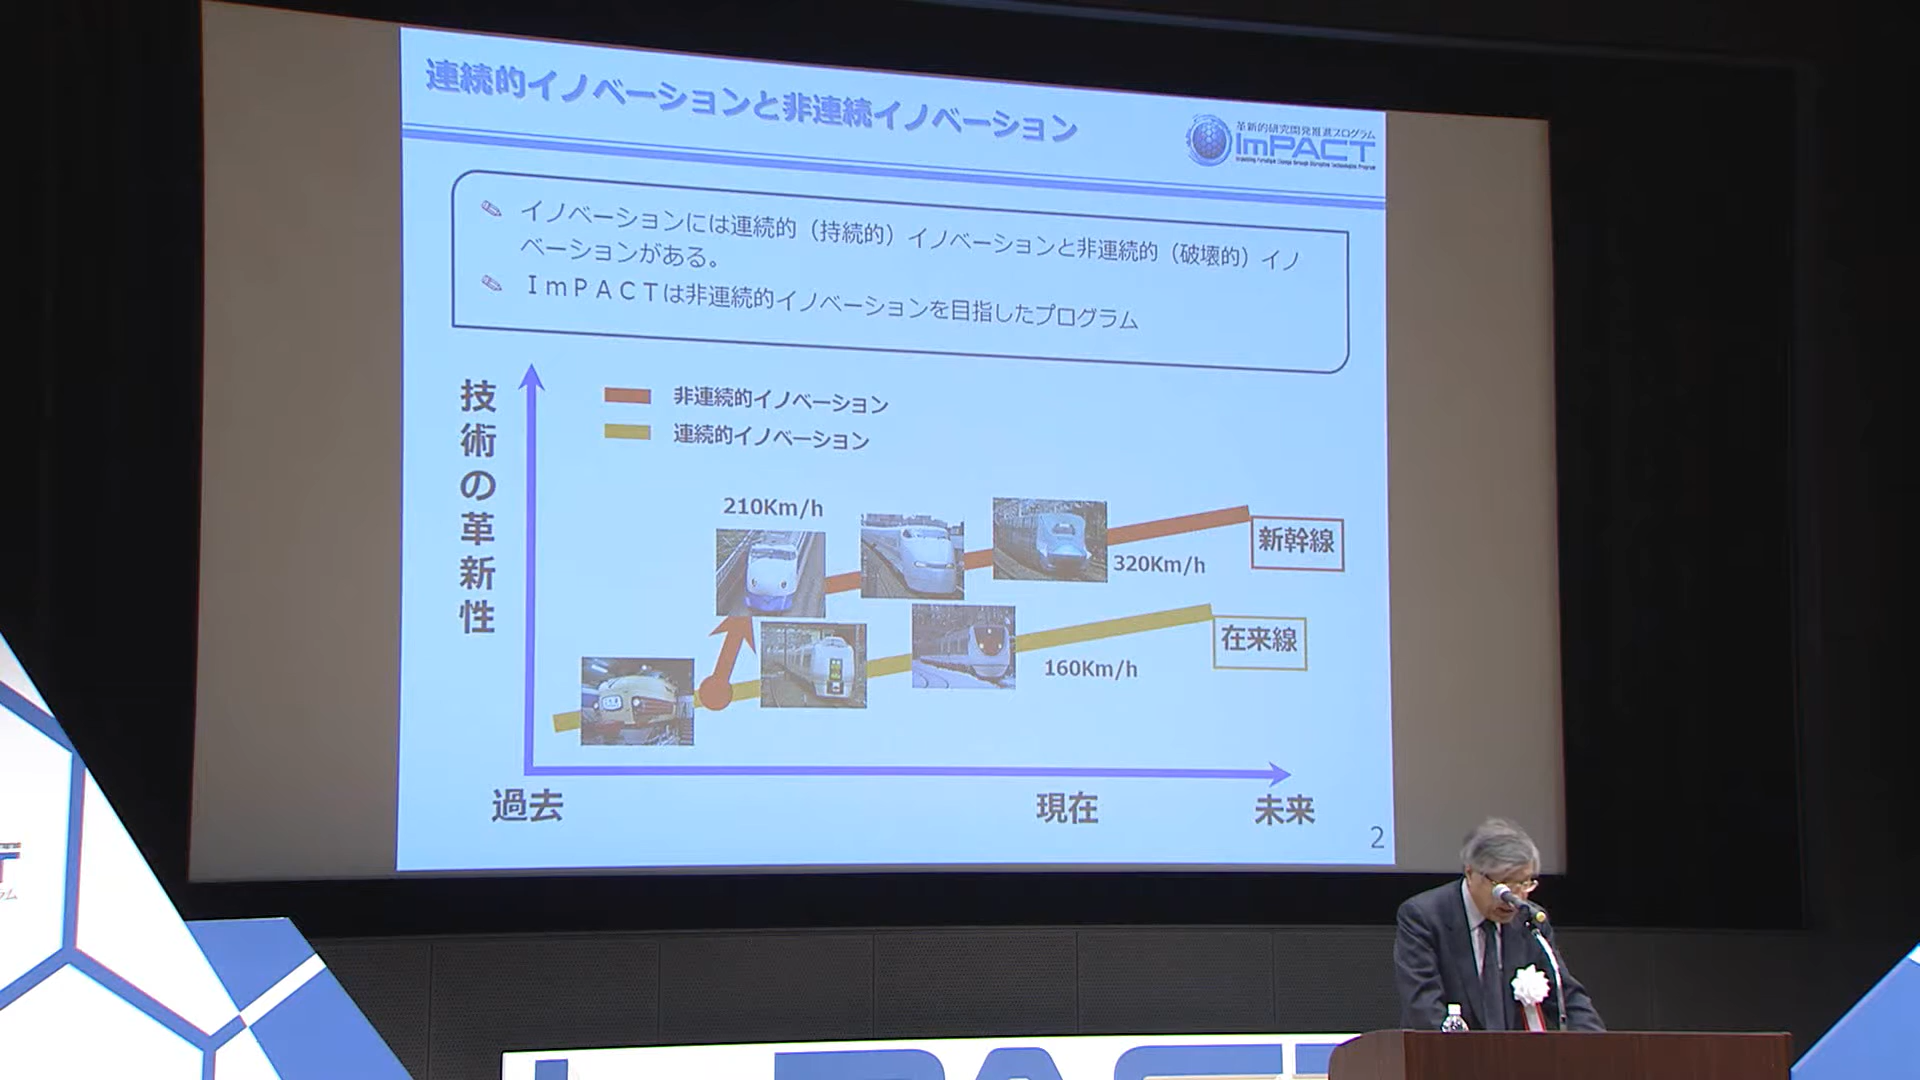 連続的イノベーションと非連続イノベーション
革新的研究開発推進プログラム
ImPACT
イノベーションには連続的（持続的）イノベーションと非連続的（破壊的）イノ
ベーションがある。
ＩｍＰＡＣＴは非連続的イノベーションを目指したプログラム
技術の革新性
非連続的イノベーション
連続的イノベーション
210Km/h
320Km/h
新幹線
160Km/h
在来線
過去
現在
未来
2